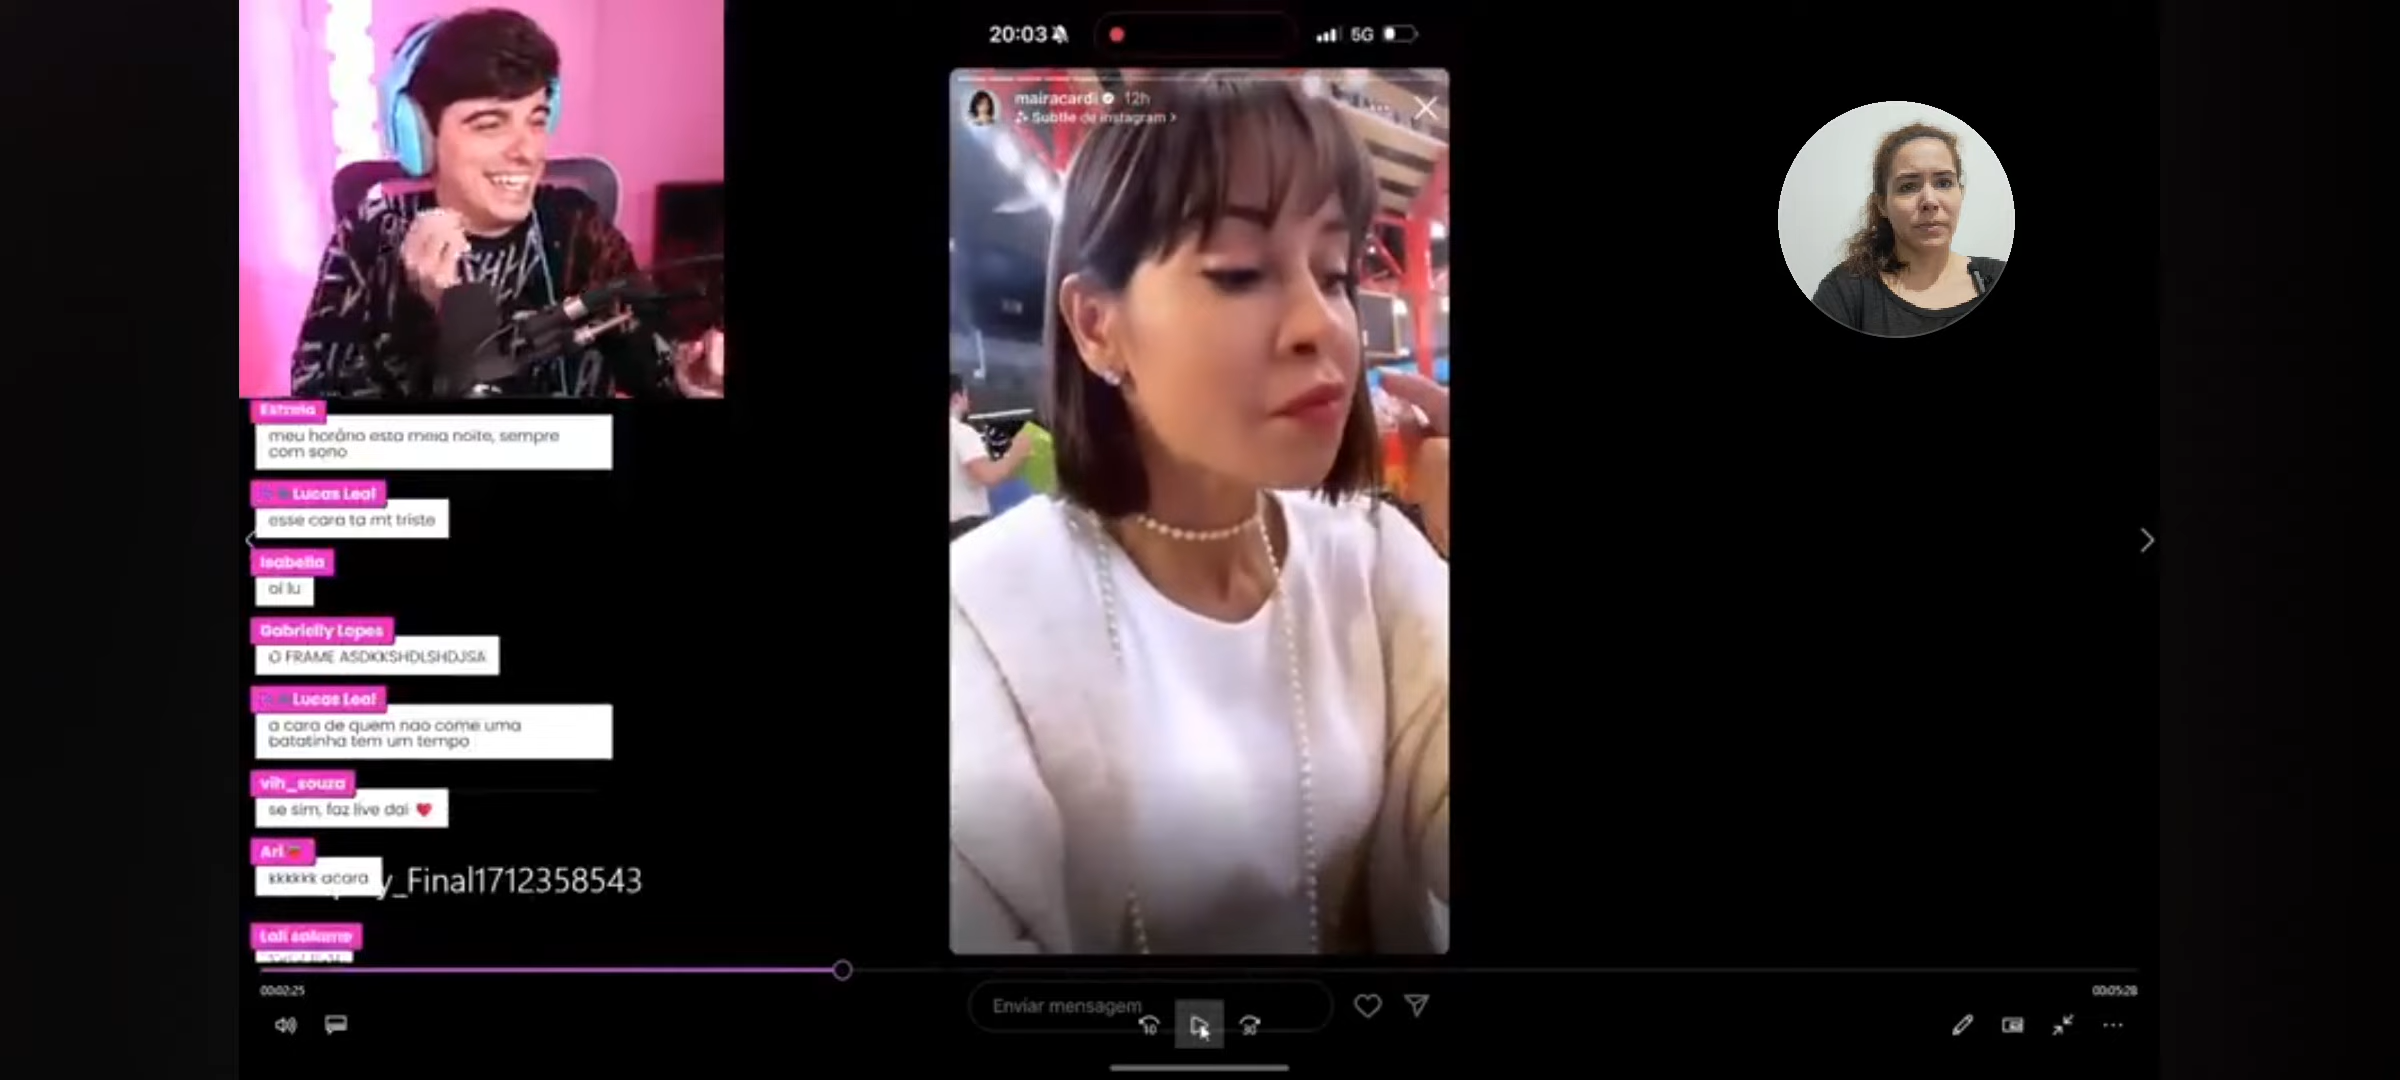 20:03
5G
mairacardi 12h
Subtle de instagram >
Estrela
meu horário esta meia noite, sempre
com sono
Lucas Leal
esse cara ta mt triste
Isabella
oi lu
Gabrielly Lopes
O FRAME ASDKKSHDLSHDJSA
Lucas Leal
a cara de quem nao come uma
batatinha tem um tempo
vih_souza
se sim, faz live dai ❤️
Ari
kkkkkk acara
y_Final1712358543
00:02:25
00:05:28
Enviar mensagem
10
30